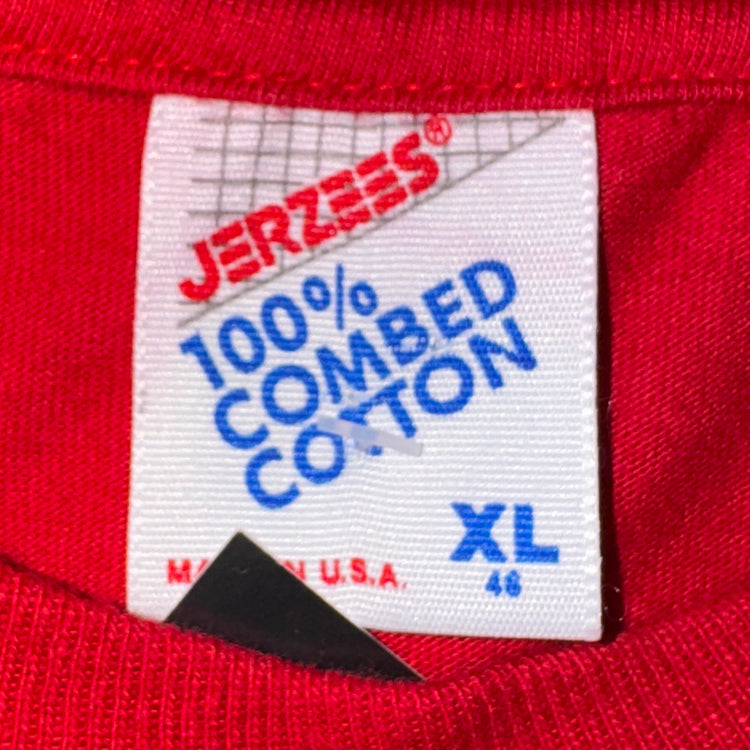 JERZEES®
100%
COMBED
COTTON
XL
46
U.S.A.